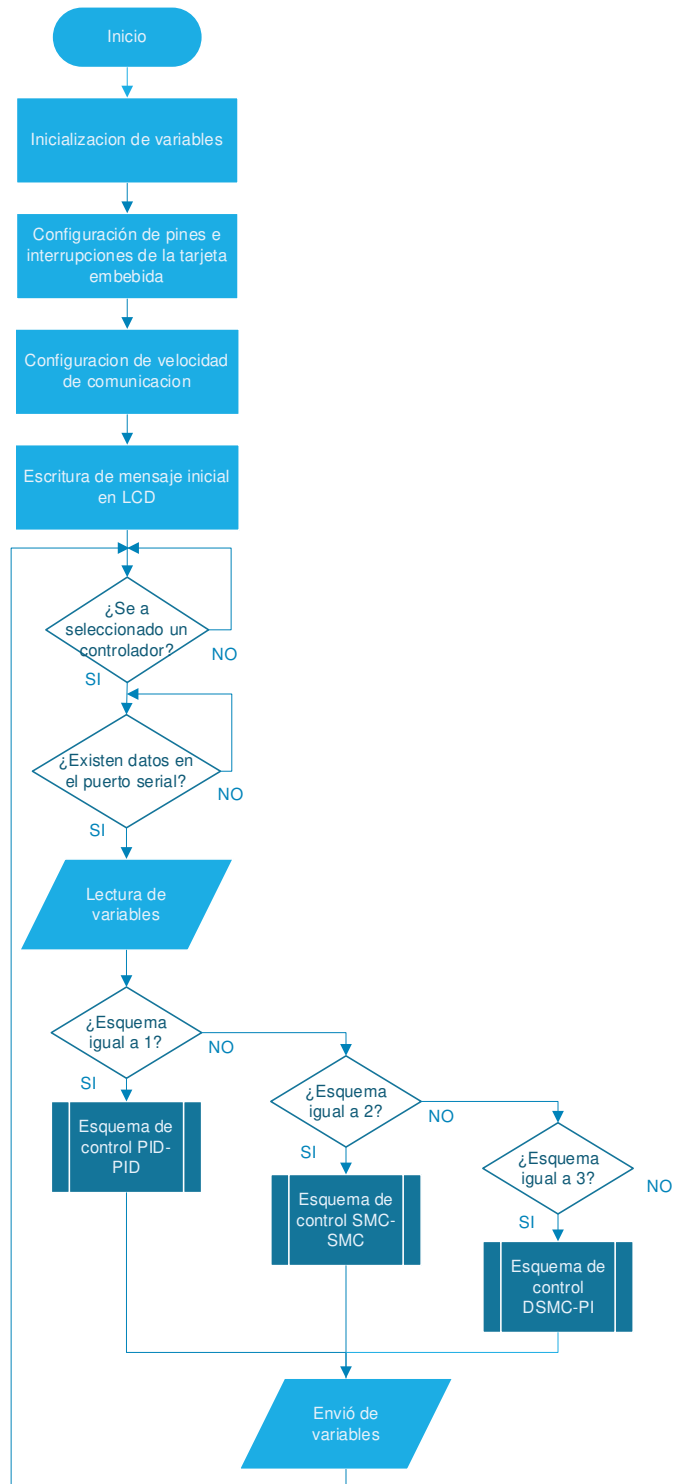 Inicio
Inicializacion de variables
Configuración de pines e
interrupciones de la tarjeta
embebida
Configuracion de velocidad
de comunicacion
Escritura de mensaje inicial
en LCD
¿Se a
seleccionado un
controlador?
NO
SI
¿Existen datos en
el puerto serial?
NO
SI
Lectura de
variables
¿Esquema
igual a 1?
NO
SI
Esquema de
control PID-
PID
¿Esquema
igual a 2?
NO
SI
Esquema de
control SMC-
SMC
¿Esquema
igual a 3?
NO
SI
Esquema de
control
DSMC-PI
Envió de
variables